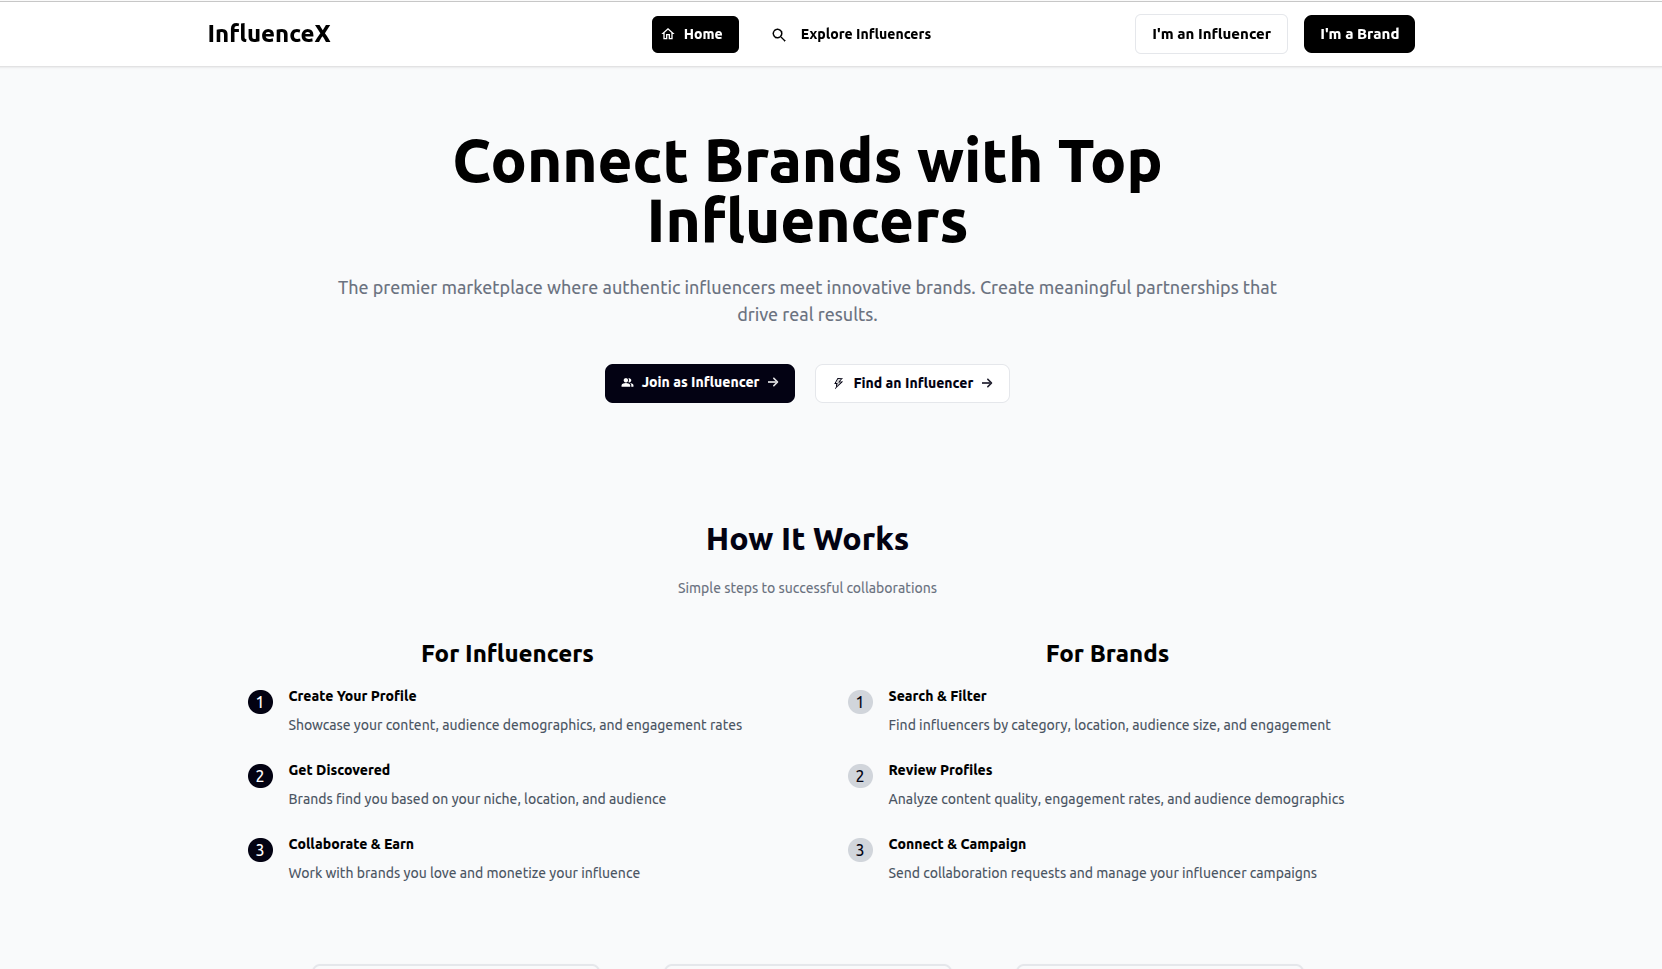 InfluenceX
Home
Explore Influencers
I'm an Influencer
I'm a Brand
Connect Brands with Top
Influencers
The premier marketplace where authentic influencers meet innovative brands. Create meaningful partnerships that
drive real results.
Join as Influencer →
Find an Influencer →
How It Works
Simple steps to successful collaborations
For Influencers
1 Create Your Profile
Showcase your content, audience demographics, and engagement rates
2 Get Discovered
Brands find you based on your niche, location, and audience
3 Collaborate & Earn
Work with brands you love and monetize your influence
For Brands
1 Search & Filter
Find influencers by category, location, audience size, and engagement
2 Review Profiles
Analyze content quality, engagement rates, and audience demographics
3 Connect & Campaign
Send collaboration requests and manage your influencer campaigns